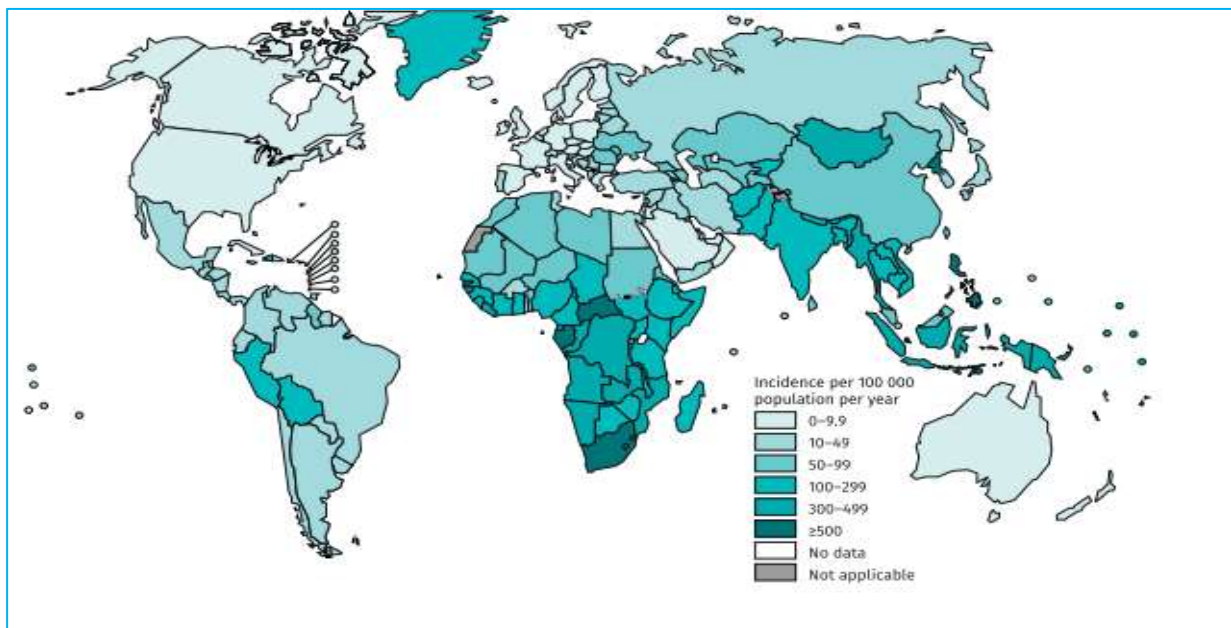 Incidence per 100 000
population per year
0–9.9
10–49
50–99
100–299
300–499
≥500
No data
Not applicable